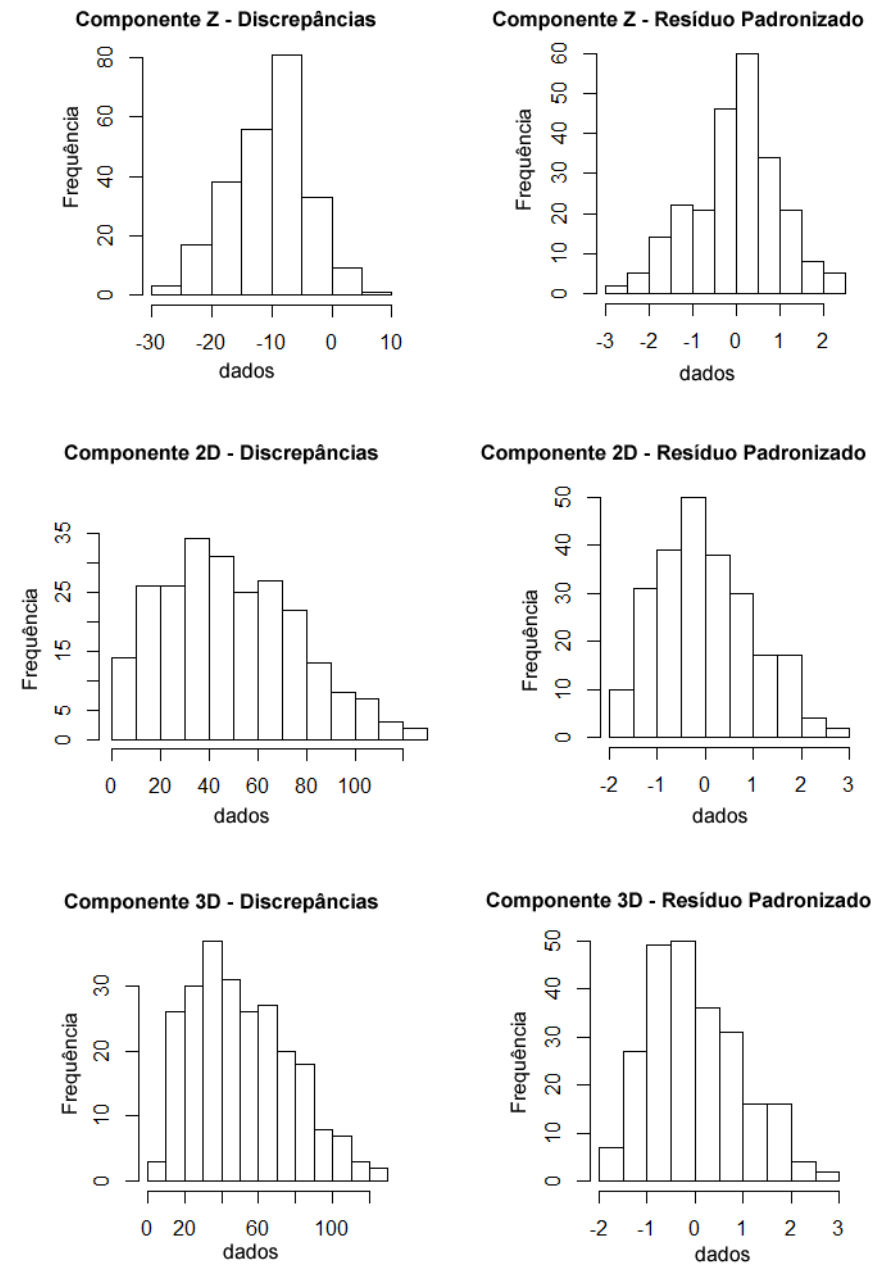 Componente Z - Discrepâncias
Frequência
80
60
40
20
0
-30 -20 -10 0 10
dados
Componente Z - Resíduo Padronizado
Frequência
60
50
40
30
20
10
0
-3 -2 -1 0 1 2
dados
Componente 2D - Discrepâncias
Frequência
35
25
15
5
0
0 20 40 60 80 100
dados
Componente 2D - Resíduo Padronizado
Frequência
50
40
30
20
10
0
-2 -1 0 1 2 3
dados
Componente 3D - Discrepâncias
Frequência
30
20
10
0
0 20 60 100
dados
Componente 3D - Resíduo Padronizado
Frequência
50
40
30
20
10
0
-2 -1 0 1 2 3
dados